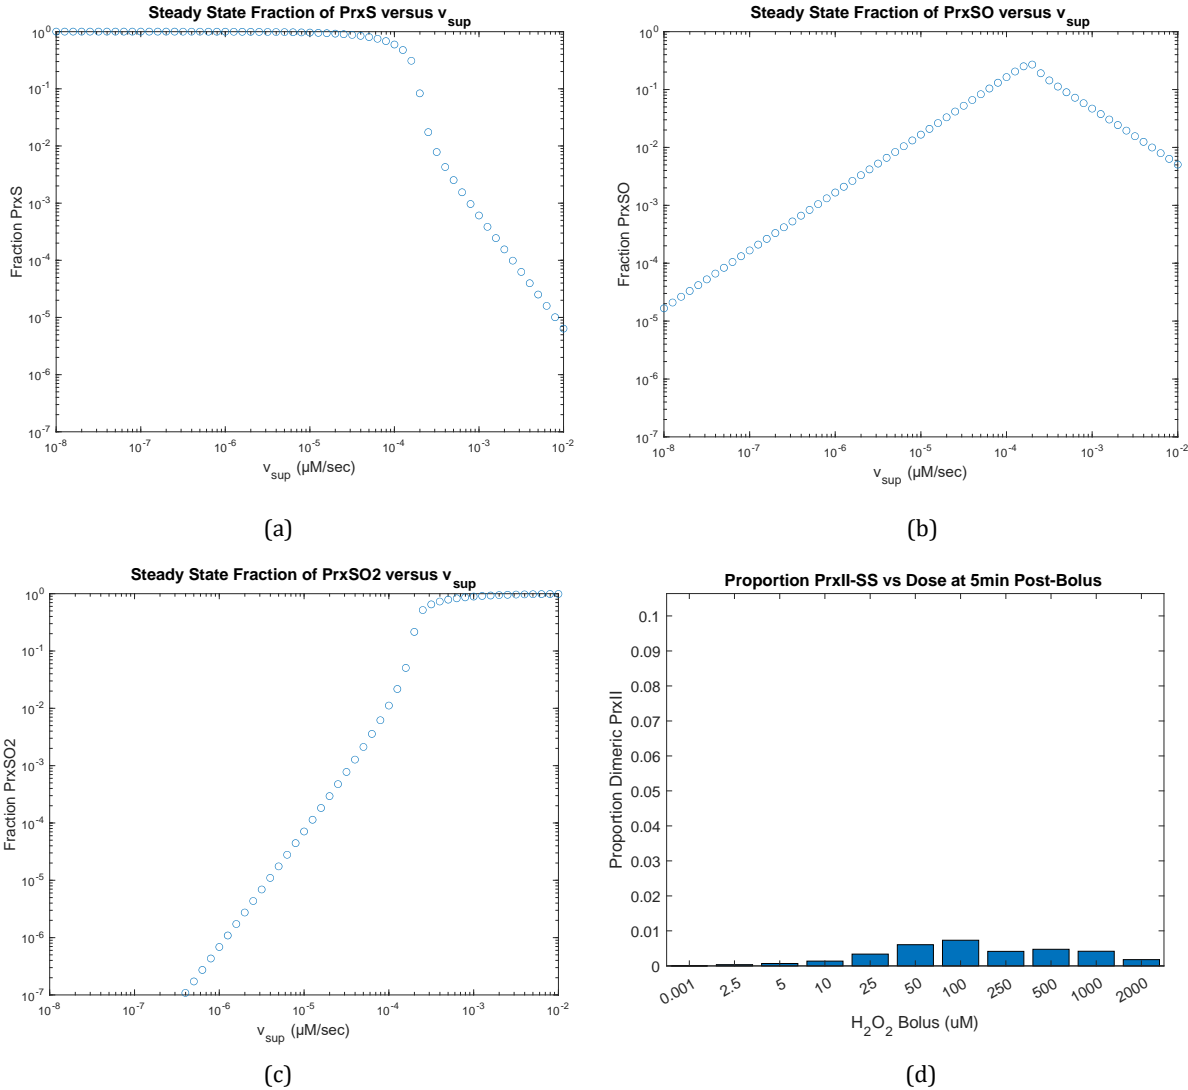 Steady State Fraction of PrxS versus v_sup
Fraction PrxS
10^0
10^-1
10^-2
10^-3
10^-4
10^-5
10^-6
10^-7
10^-8 10^-7 10^-6 10^-5 10^-4 10^-3 10^-2
v_sup (µM/sec)
(a)
Steady State Fraction of PrxSO versus v_sup
Fraction PrxSO
10^0
10^-1
10^-2
10^-3
10^-4
10^-5
10^-6
10^-7
10^-8 10^-7 10^-6 10^-5 10^-4 10^-3 10^-2
v_sup (µM/sec)
(b)
Steady State Fraction of PrxSO2 versus v_sup
Fraction PrxSO2
10^0
10^-1
10^-2
10^-3
10^-4
10^-5
10^-6
10^-7
10^-8 10^-7 10^-6 10^-5 10^-4 10^-3 10^-2
v_sup (µM/sec)
(c)
Proportion PrxII-SS vs Dose at 5min Post-Bolus
Proportion Dimeric PrxII
0.1
0.09
0.08
0.07
0.06
0.05
0.04
0.03
0.02
0.01
0
0.001 2.5 5 10 25 50 100 250 500 1000 2000
H_2O_2 Bolus (uM)
(d)